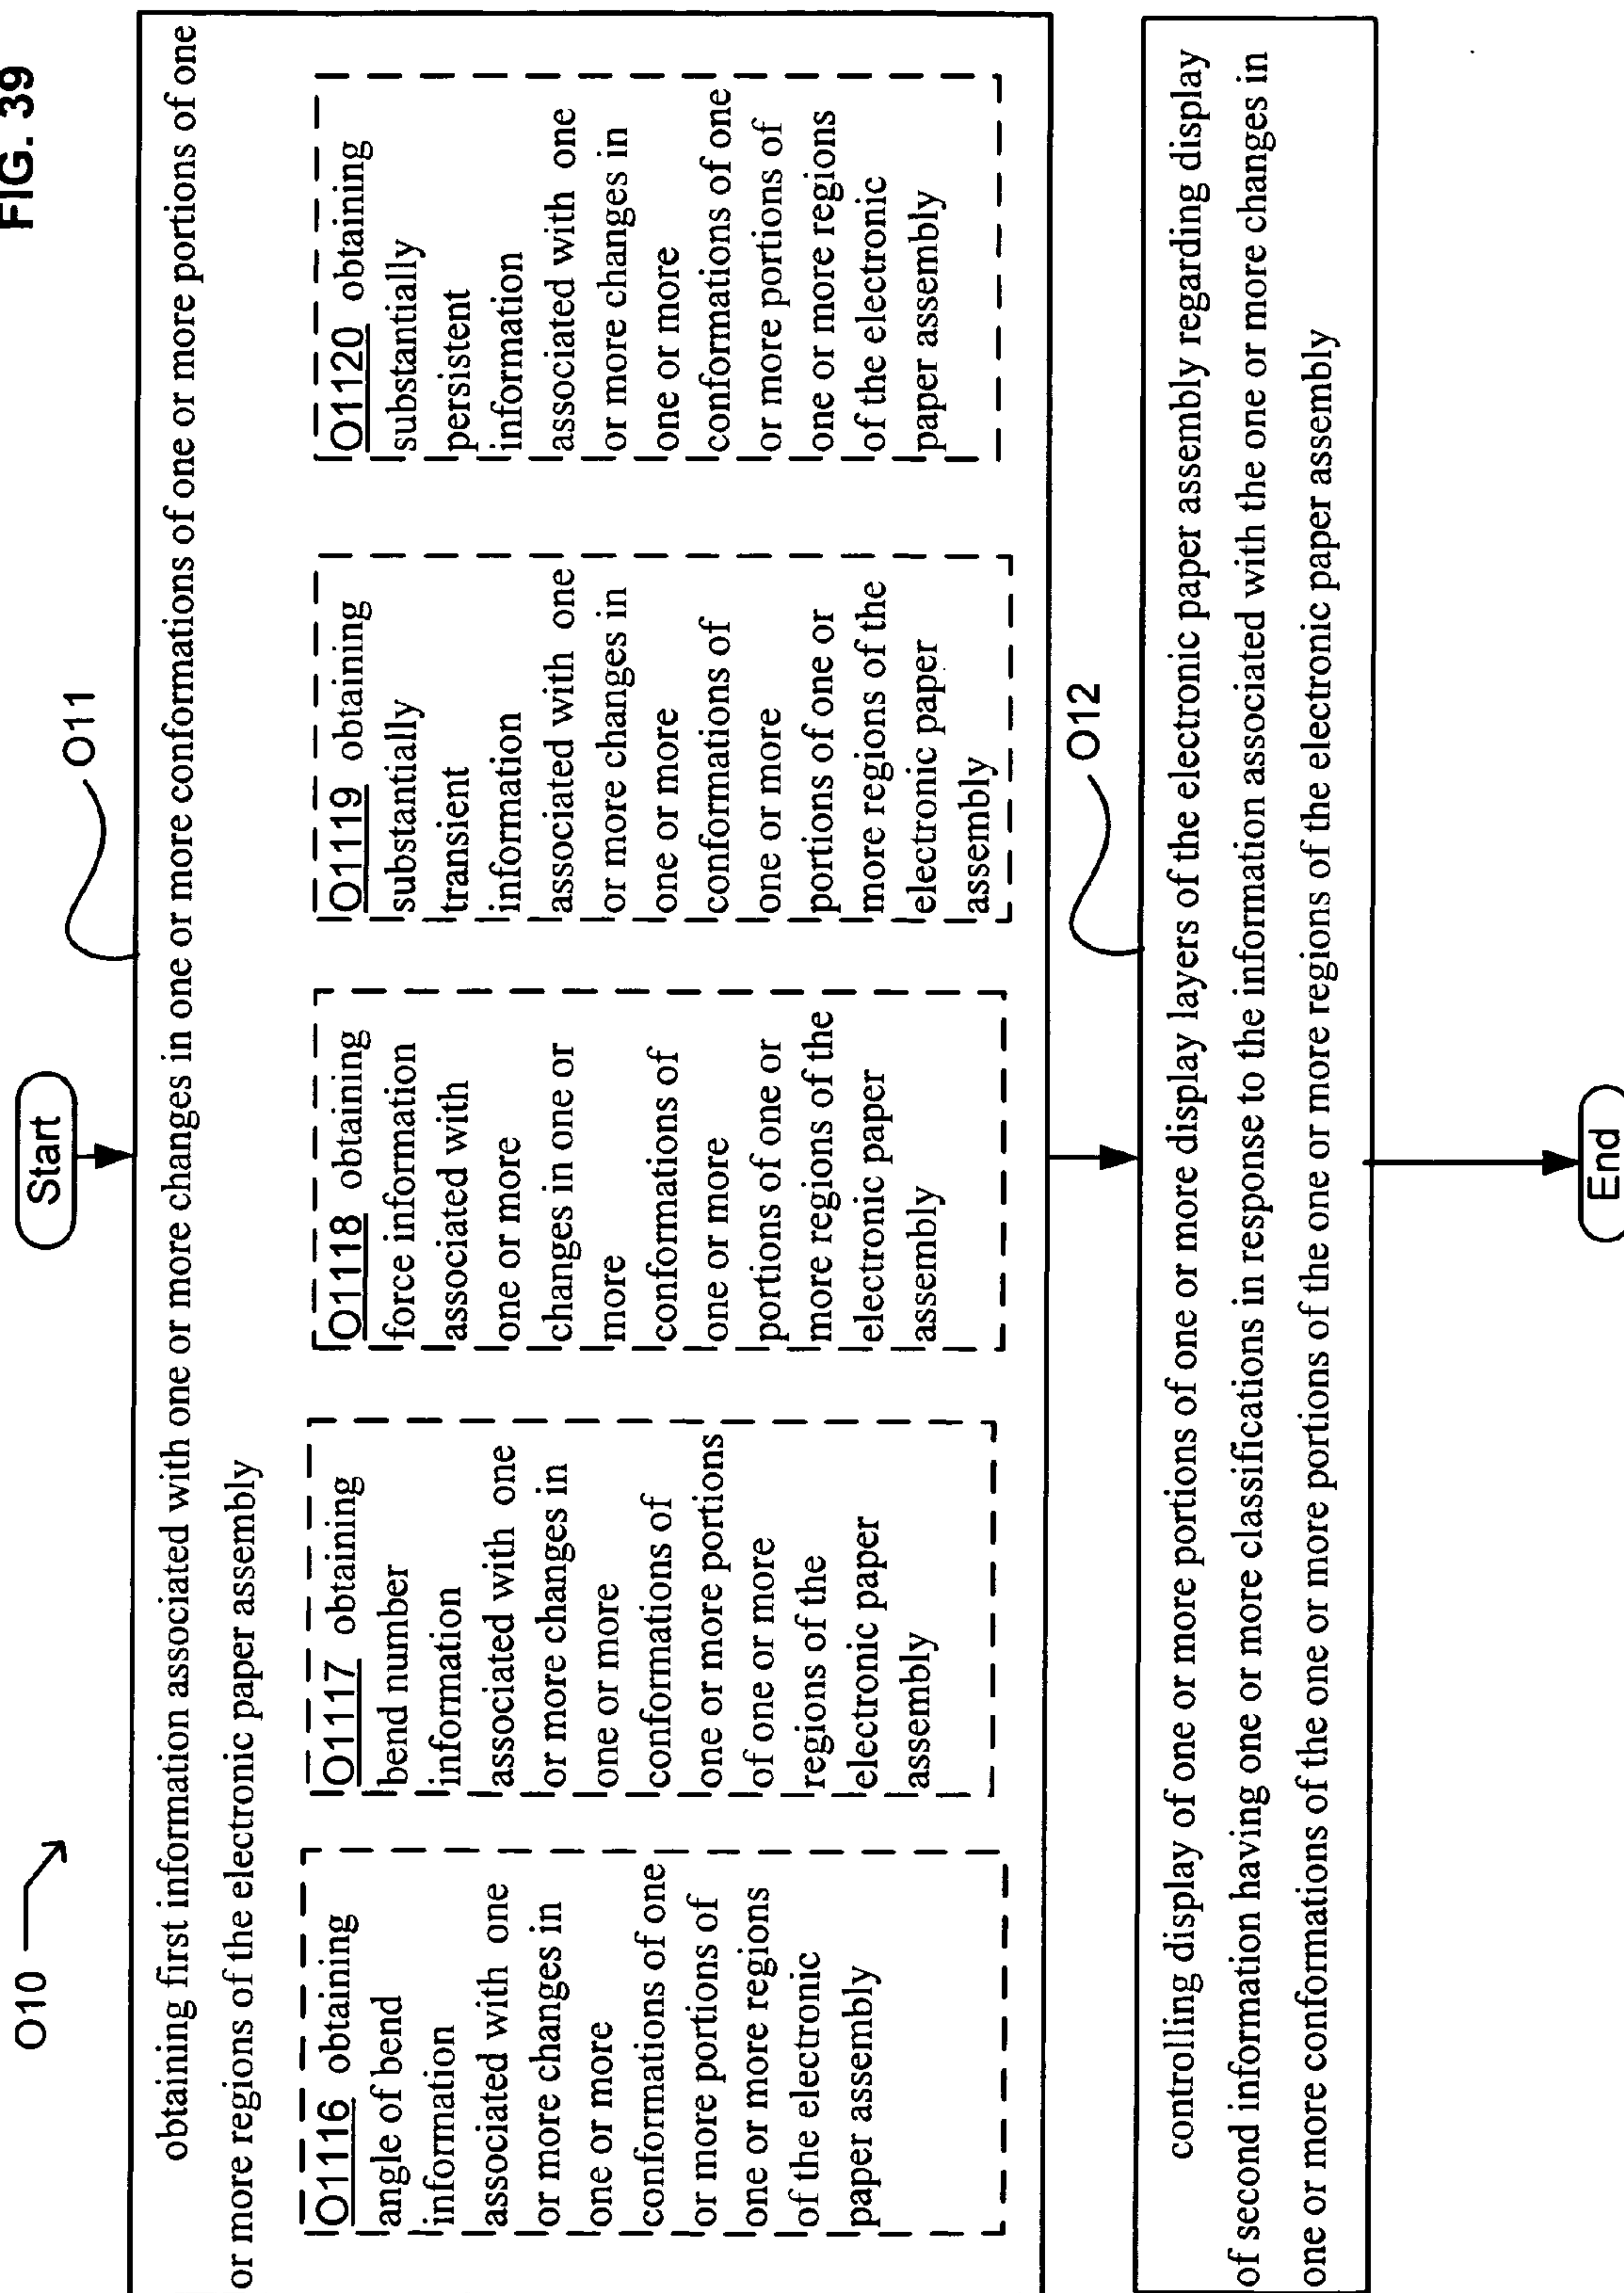 FIG. 39
O10
Start
O11
obtaining first information associated with one or more changes in one or more conformations of one or more portions of one
or more regions of the electronic paper assembly
O1116 obtaining
angle of bend
information
associated with one
or more changes in
one or more
conformations of one
or more portions of
one or more regions
of the electronic
paper assembly
O1117 obtaining
bend number
information
associated with one
or more changes in
one or more
conformations of
one or more portions
of one or more
regions of the
electronic paper
assembly
O1118 obtaining
force information
associated with
one or more
changes in one or
more
conformations of
one or more
portions of one or
more regions of the
electronic paper
assembly
O1119 obtaining
substantially
transient
information
associated with one
or more changes in
one or more
conformations of
one or more
portions of one or
more regions of the
electronic paper
assembly
O1120 obtaining
substantially
persistent
information
associated with one
or more changes in
one or more
conformations of one
or more portions of
one or more regions
of the electronic
paper assembly
O12
controlling display of one or more portions of one or more display layers of the electronic paper assembly regarding display
of second information having one or more classifications in response to the information associated with the one or more changes in
one or more conformations of the one or more portions of the one or more regions of the electronic paper assembly
End